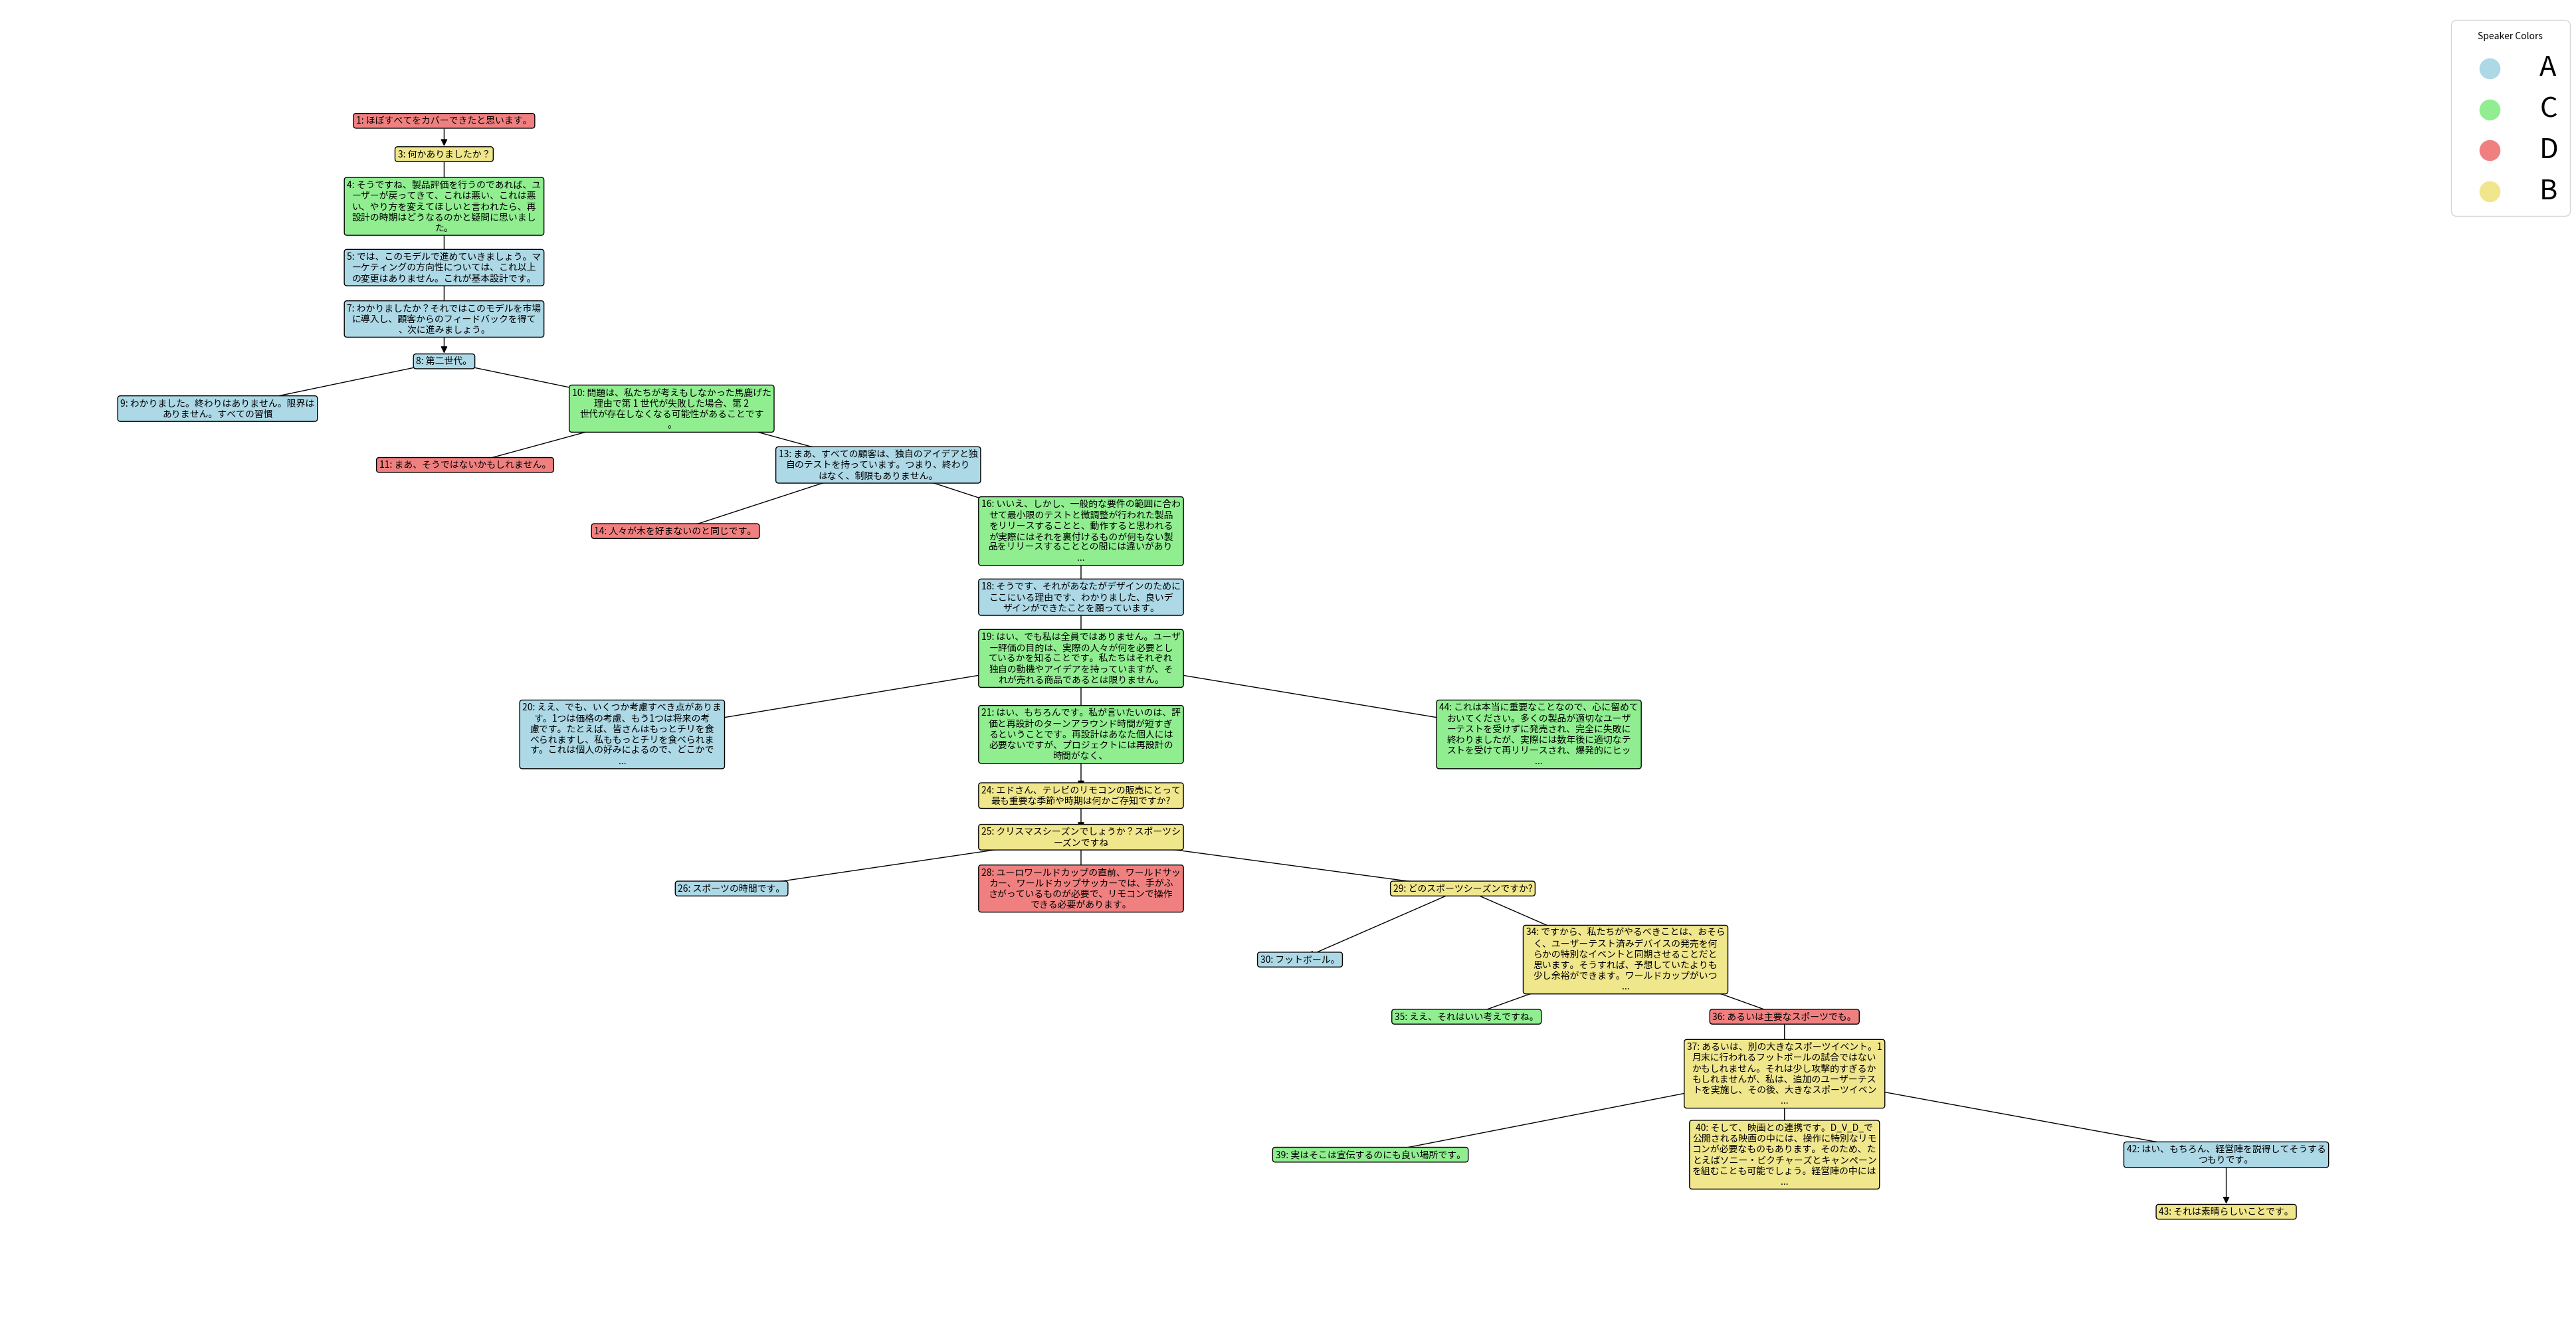 Speaker Colors
A
C
D
B
1: ほぼすべてをカバーできたと思います。
3: 何かありましたか？
4: そうですね、製品評価を行うのであれば、ユ
ーザーが戻ってきて、これは悪い、これは悪
い、やり方を変えてほしいと言われたら、再
設計の時期はどうなるのかと疑問に思いまし
た。
5: では、このモデルで進めていきましょう。マ
ーケティングの方向性については、これ以上
の変更はありません。これが基本設計です。
7: わかりましたか？それではこのモデルを市場
に導入し、顧客からのフィードバックを得て
、次に進みましょう。
8: 第二世代。
9: わかりました。終わりはありません。限界は
ありません。すべての習慣
10: 問題は、私たちが考えもしなかった馬鹿げた
理由で第 1 世代が失敗した場合、第 2
世代が存在しなくなる可能性があることです
。
11: まあ、そうではないかもしれません。
13: まあ、すべての顧客は、独自のアイデアと独
自のテストを持っています。つまり、終わり
はなく、制限もありません。
14: 人々が木を好まないのと同じです。
16: いいえ、しかし、一般的な要件の範囲に合わ
せて最小限のテストと微調整が行われた製品
をリリースすることと、動作すると思われる
が実際にはそれを裏付けるものが何もない製
品をリリースすることとの間には違いがあり
...
18: そうです、それがあなたがデザインのために
ここにいる理由です、わかりました、良いデ
ザインができたことを願っています。
19: はい、でも私は全員ではありません。ユーザ
ー評価の目的は、実際の人々が何を必要とし
ているかを知ることです。私たちはそれぞれ
独自の動機やアイデアを持っていますが、そ
れが売れる商品であるとは限りません。
20: ええ、でも、いくつか考慮すべき点がありま
す。1つは価格の考慮、もう1つは将来の考
慮です。たとえば、皆さんはもっとチリを食
べられますし、私ももっとチリを食べられま
す。これは個人の好みによるので、どこかで
...
21: はい、もちろんです。私が言いたいのは、評
価と再設計のターンアラウンド時間が短すぎ
るということです。再設計はあなた個人には
必要ないですが、プロジェクトには再設計の
時間がなく、
44: これは本当に重要なことなので、心に留めて
おいてください。多くの製品が適切なユーザ
ーテストを受けずに発売され、完全に失敗に
終わりましたが、実際には数年後に適切なテ
ストを受けて再リリースされ、爆発的にヒッ
...
24: エドさん、テレビのリモコンの販売にとって
最も重要な季節や時期は何かご存知ですか?
25: クリスマスシーズンでしょうか？スポーツシ
ーズンですね
26: スポーツの時間です。
28: ユーロワールドカップの直前、ワールドサッ
カー、ワールドカップサッカーでは、手がふ
さがっているものが必要で、リモコンで操作
できる必要があります。
29: どのスポーツシーズンですか?
30: フットボール。
34: ですから、私たちがやるべきことは、おそら
く、ユーザーテスト済みデバイスの発売を何
らかの特別なイベントと同期させることだと
思います。そうすれば、予想していたよりも
少し余裕ができます。ワールドカップがいつ
...
35: ええ、それはいい考えですね。
36: あるいは主要なスポーツでも。
37: あるいは、別の大きなスポーツイベント。1
月末に行われるフットボールの試合ではない
かもしれません。それは少し攻撃的すぎるか
もしれませんが、私は、追加のユーザーテス
トを実施し、その後、大きなスポーツイベン
...
39: 実はそこは宣伝するのにも良い場所です。
40: そして、映画との連携です。D_V_D_で
公開される映画の中には、操作に特別なリモ
コンが必要なものもあります。そのため、た
とえばソニー・ピクチャーズとキャンペーン
を組むことも可能でしょう。経営陣の中には
...
42: はい、もちろん、経営陣を説得してそうする
つもりです。
43: それは素晴らしいことです。